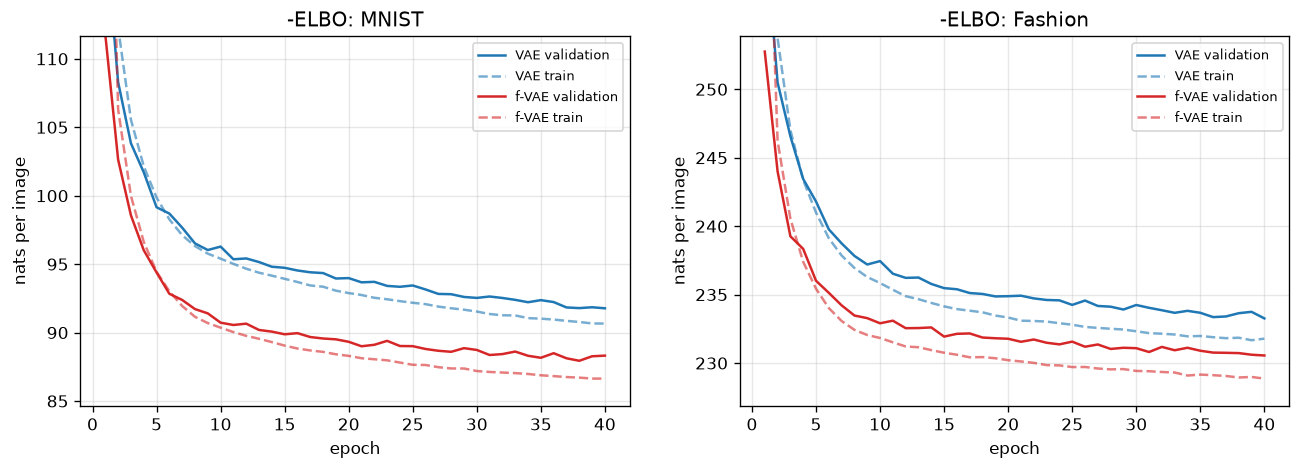 -ELBO: MNIST
nats per image
110
105
100
95
90
85
0 5 10 15 20 25 30 35 40
epoch
VAE validation
VAE train
f-VAE validation
f-VAE train
-ELBO: Fashion
nats per image
250
245
240
235
230
0 5 10 15 20 25 30 35 40
epoch
VAE validation
VAE train
f-VAE validation
f-VAE train